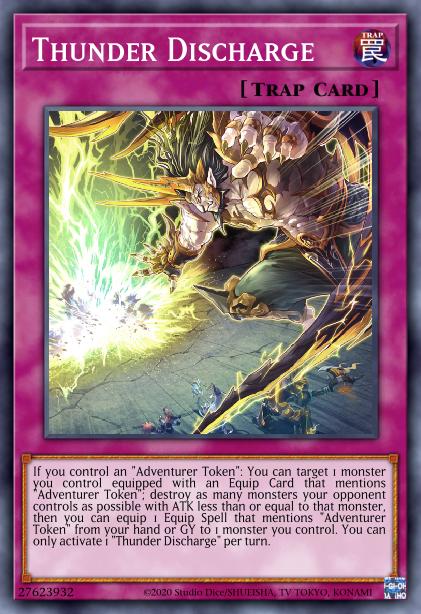 THUNDER DISCHARGE
TRAP
罠
[TRAP CARD]
If you control an "Adventurer Token": You can target 1 monster
you control equipped with an Equip Card that mentions
"Adventurer Token"; destroy as many monsters your opponent
controls as possible with ATK less than or equal to that monster,
then you can equip 1 Equip Spell that mentions "Adventurer
Token" from your hand or GY to 1 monster you control. You can
only activate 1 "Thunder Discharge" per turn.
27623932
©2020 Studio Dice/SHUEISHA, TV TOKYO, KONAMI